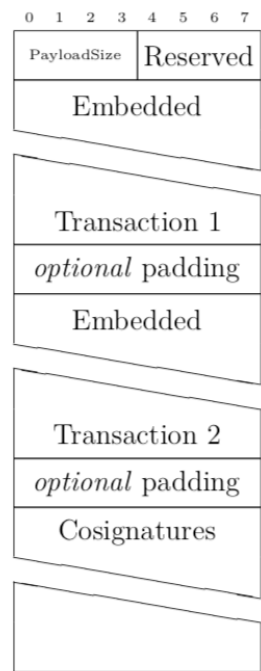 0 1 2 3 4 5 6 7
PayloadSize Reserved
Embedded
Transaction 1
optional padding
Embedded
Transaction 2
optional padding
Cosignatures